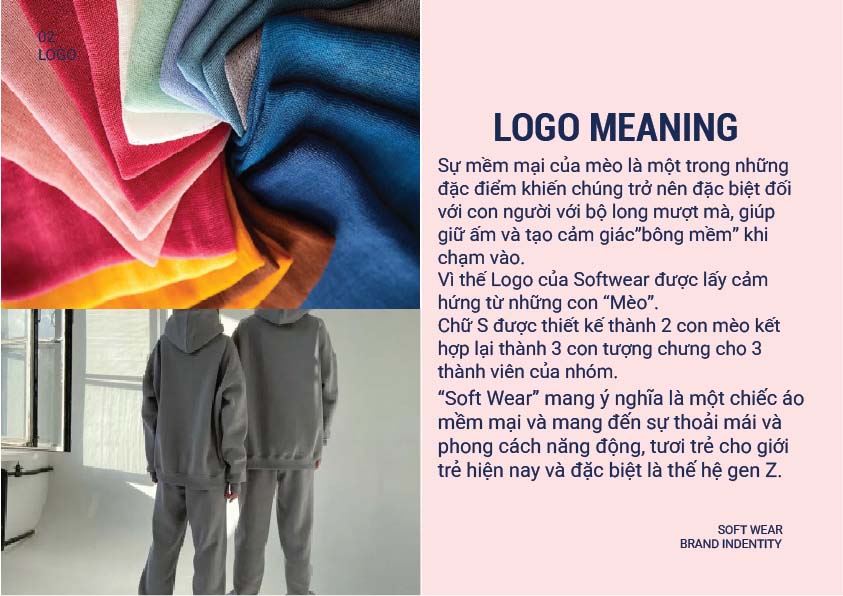 02
LOGO
LOGO MEANING
Sự mềm mại của mèo là một trong những
đặc điểm khiến chúng trở nên đặc biệt đối
với con người với bộ long mượt mà, giúp
giữ ấm và tạo cảm giác”bông mềm” khi
chạm vào.
Vì thế Logo của Softwear được lấy cảm
hứng từ những con “Mèo”.
Chữ S được thiết kế thành 2 con mèo kết
hợp lại thành 3 con tượng chưng cho 3
thành viên của nhóm.
“Soft Wear” mang ý nghĩa là một chiếc áo
mềm mại và mang đến sự thoải mái và
phong cách năng động, tươi trẻ cho giới
trẻ hiện nay và đặc biệt là thế hệ gen Z.
SOFT WEAR
BRAND INDENTITY